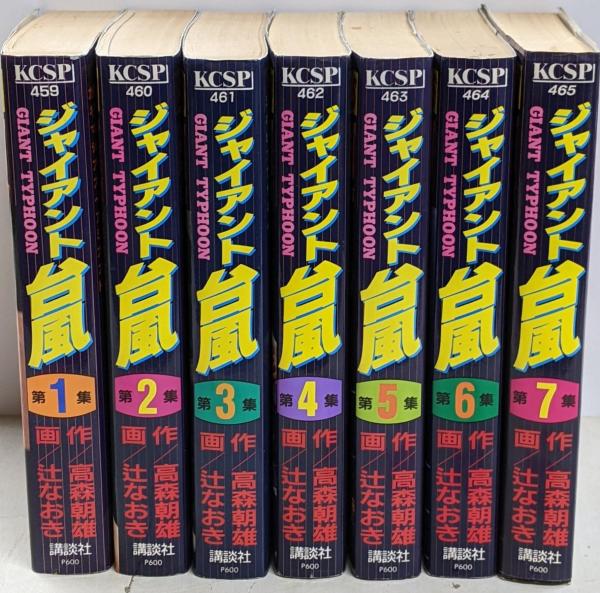 KCSP
459
ジャイアント台風
GIANT TYPHOON
第1集
作/高森朝雄
画/辻なおき
講談社
P600
KCSP
460
ジャイアント台風
GIANT TYPHOON
第2集
作/高森朝雄
画/辻なおき
講談社
P600
KCSP
461
ジャイアント台風
GIANT TYPHOON
第3集
作/高森朝雄
画/辻なおき
講談社
P600
KCSP
462
ジャイアント台風
GIANT TYPHOON
第4集
作/高森朝雄
画/辻なおき
講談社
P600
KCSP
463
ジャイアント台風
GIANT TYPHOON
第5集
作/高森朝雄
画/辻なおき
講談社
P600
KCSP
464
ジャイアント台風
GIANT TYPHOON
第6集
作/高森朝雄
画/辻なおき
講談社
P600
KCSP
465
ジャイアント台風
GIANT TYPHOON
第7集
作/高森朝雄
画/辻なおき
講談社
P600